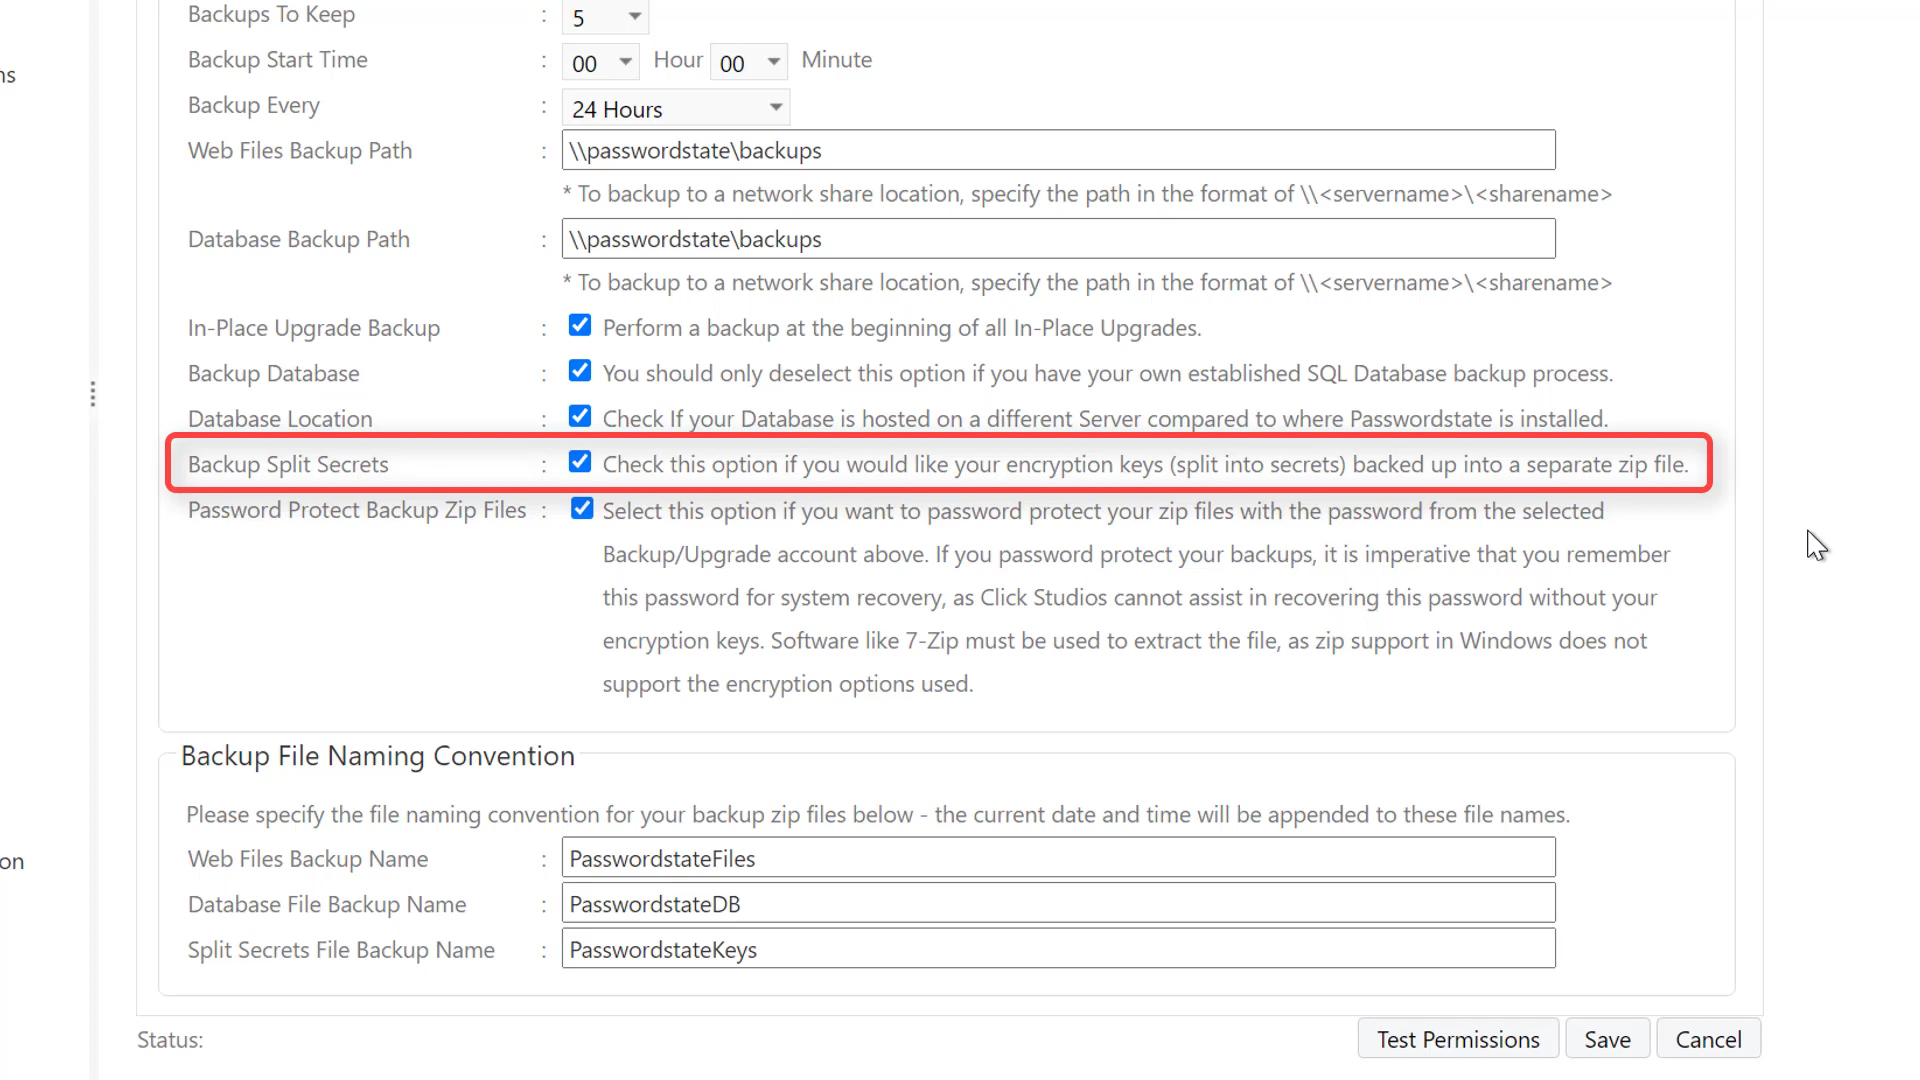 Backups To Keep : 5
Backup Start Time : 00 Hour 00 Minute
ns
Backup Every : 24 Hours
Web Files Backup Path : \\passwordstate\backups
* To backup to a network share location, specify the path in the format of \\<servername>\<sharename>
Database Backup Path : \\passwordstate\backups
* To backup to a network share location, specify the path in the format of \\<servername>\<sharename>
In-Place Upgrade Backup : Perform a backup at the beginning of all In-Place Upgrades.
Backup Database : You should only deselect this option if you have your own established SQL Database backup process.
Database Location : Check If your Database is hosted on a different Server compared to where Passwordstate is installed.
Backup Split Secrets : Check this option if you would like your encryption keys (split into secrets) backed up into a separate zip file.
Password Protect Backup Zip Files : Select this option if you want to password protect your zip files with the password from the selected
Backup/Upgrade account above. If you password protect your backups, it is imperative that you remember
this password for system recovery, as Click Studios cannot assist in recovering this password without your
encryption keys. Software like 7-Zip must be used to extract the file, as zip support in Windows does not
support the encryption options used.
Backup File Naming Convention
Please specify the file naming convention for your backup zip files below - the current date and time will be appended to these file names.
Web Files Backup Name : PasswordstateFiles
on
Database File Backup Name : PasswordstateDB
Split Secrets File Backup Name : PasswordstateKeys
Status: Test Permissions Save Cancel